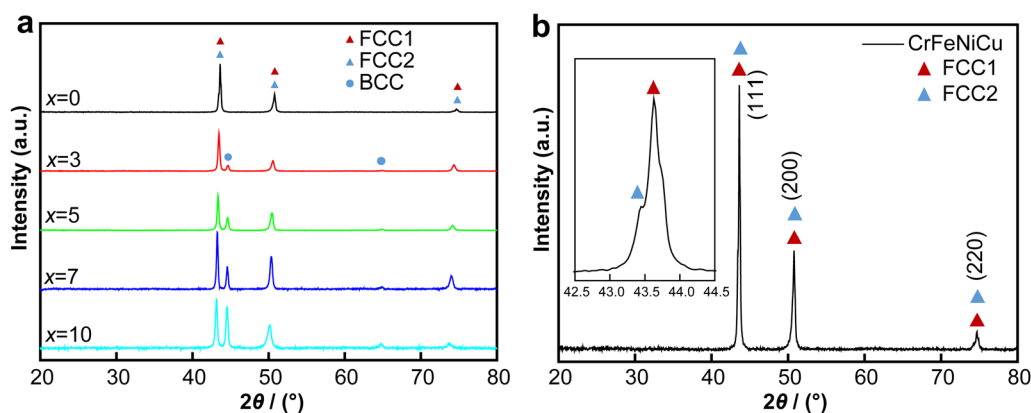 a
FCC1
FCC2
BCC
x=0
x=3
x=5
x=7
x=10
Intensity (a.u.)
20 30 40 50 60 70 80
2θ / (°)
b
CrFeNiCu
FCC1
FCC2
(111)
(200)
(220)
42.5 43.0 43.5 44.0 44.5
Intensity (a.u.)
20 30 40 50 60 70 80
2θ / (°)